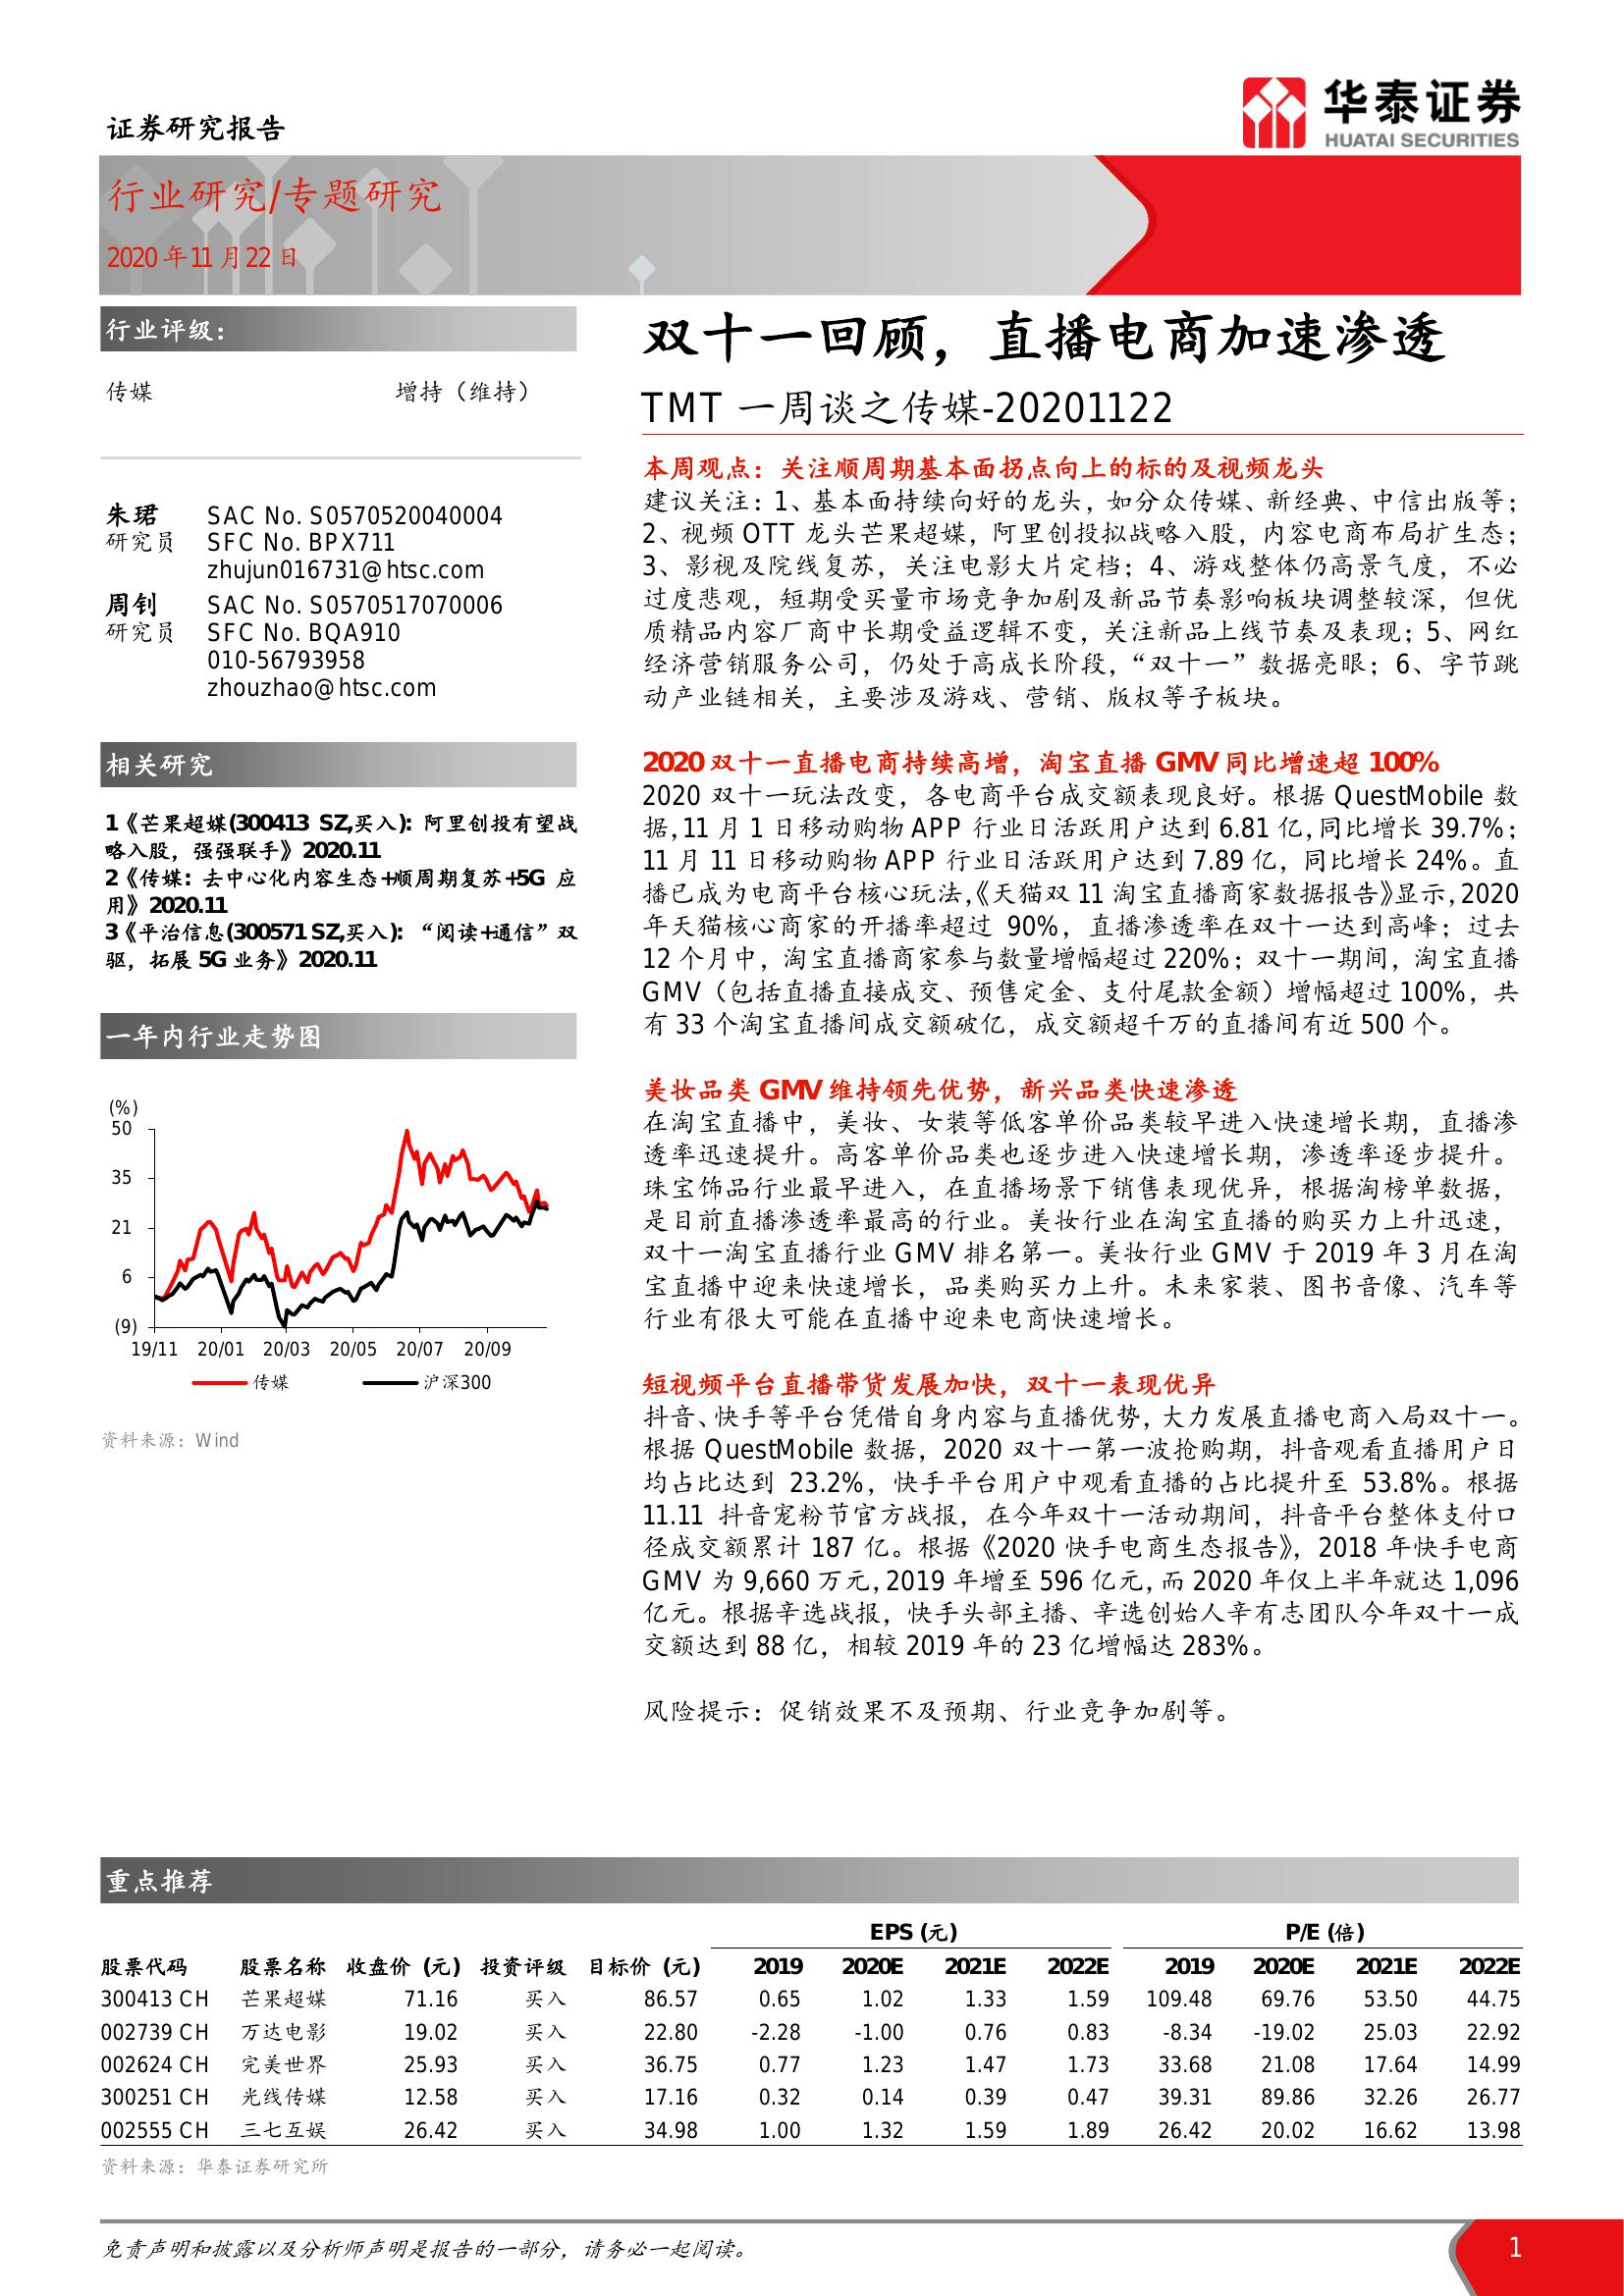 证券研究报告
华泰证券
HUATAI SECURITIES
行业研究/专题研究
2020年11月22日
行业评级：
传媒 增持（维持）
朱珺 SAC No. S0570520040004
研究员 SFC No. BPX711
zhujun016731@htsc.com
周钊 SAC No. S0570517070006
研究员 SFC No. BQA910
010-56793958
zhouzhao@htsc.com
相关研究
1《芒果超媒(300413 SZ,买入)：阿里创投有望战
略入股，强强联手》2020.11
2《传媒：去中心化内容生态+顺周期复苏+5G 应
用》2020.11
3《平治信息(300571 SZ,买入)：“阅读+通信”双
驱，拓展 5G 业务》2020.11
一年内行业走势图
(%)
50
35
21
6
(9)
19/11 20/01 20/03 20/05 20/07 20/09
传媒 沪深300
资料来源：Wind
双十一回顾，直播电商加速渗透
TMT 一周谈之传媒-20201122
本周观点：关注顺周期基本面拐点向上的标的及视频龙头
建议关注：1、基本面持续向好的龙头，如分众传媒、新经典、中信出版等；
2、视频 OTT 龙头芒果超媒，阿里创投拟战略入股，内容电商布局扩生态；
3、影视及院线复苏，关注电影大片定档；4、游戏整体仍高景气度，不必
过度悲观，短期受买量市场竞争加剧及新品节奏影响板块调整较深，但优
质精品内容厂商中长期受益逻辑不变，关注新品上线节奏及表现；5、网红
经济营销服务公司，仍处于高成长阶段，“双十一”数据亮眼；6、字节跳
动产业链相关，主要涉及游戏、营销、版权等子板块。
2020 双十一直播电商持续高增，淘宝直播 GMV 同比增速超 100%
2020 双十一玩法改变，各电商平台成交额表现良好。根据 QuestMobile 数
据，11 月 1 日移动购物 APP 行业日活跃用户达到 6.81 亿，同比增长 39.7%；
11 月 11 日移动购物 APP 行业日活跃用户达到 7.89 亿，同比增长 24%。直
播已成为电商平台核心玩法，《天猫双 11 淘宝直播商家数据报告》显示，2020
年天猫核心商家的开播率超过 90%，直播渗透率在双十一达到高峰；过去
12 个月中，淘宝直播商家参与数量增幅超过 220%；双十一期间，淘宝直播
GMV（包括直播直接成交、预售定金、支付尾款金额）增幅超过 100%，共
有 33 个淘宝直播间成交额破亿，成交额超千万的直播间有近 500 个。
美妆品类 GMV 维持领先优势，新兴品类快速渗透
在淘宝直播中，美妆、女装等低客单价品类较早进入快速增长期，直播渗
透率迅速提升。高客单价品类也逐步进入快速增长期，渗透率逐步提升。
珠宝饰品行业最早进入，在直播场景下销售表现优异，根据淘榜单数据，
是目前直播渗透率最高的行业。美妆行业在淘宝直播的购买力上升迅速，
双十一淘宝直播行业 GMV 排名第一。美妆行业 GMV 于 2019 年 3 月在淘
宝直播中迎来快速增长，品类购买力上升。未来家装、图书音像、汽车等
行业有很大可能在直播中迎来电商快速增长。
短视频平台直播带货发展加快，双十一表现优异
抖音、快手等平台凭借自身内容与直播优势，大力发展直播电商入局双十一。
根据 QuestMobile 数据，2020 双十一第一波抢购期，抖音观看直播用户日
均占比达到 23.2%，快手平台用户中观看直播的占比提升至 53.8%。根据
11.11 抖音宠粉节官方战报，在今年双十一活动期间，抖音平台整体支付口
径成交额累计 187 亿。根据《2020 快手电商生态报告》，2018 年快手电商
GMV 为 9,660 万元，2019 年增至 596 亿元，而 2020 年仅上半年就达 1,096
亿元。根据辛选战报，快手头部主播、辛选创始人辛有志团队今年双十一成
交额达到 88 亿，相较 2019 年的 23 亿增幅达 283%。
风险提示：促销效果不及预期、行业竞争加剧等。
重点推荐
EPS (元) P/E (倍)
股票代码 股票名称 收盘价 (元) 投资评级 目标价 (元) 2019 2020E 2021E 2022E 2019 2020E 2021E 2022E
300413 CH 芒果超媒 71.16 买入 86.57 0.65 1.02 1.33 1.59 109.48 69.76 53.50 44.75
002739 CH 万达电影 19.02 买入 22.80 -2.28 -1.00 0.76 0.83 -8.34 -19.02 25.03 22.92
002624 CH 完美世界 25.93 买入 36.75 0.77 1.23 1.47 1.73 33.68 21.08 17.64 14.99
300251 CH 光线传媒 12.58 买入 17.16 0.32 0.14 0.39 0.47 39.31 89.86 32.26 26.77
002555 CH 三七互娱 26.42 买入 34.98 1.00 1.32 1.59 1.89 26.42 20.02 16.62 13.98
资料来源：华泰证券研究所
免责声明和披露以及分析师声明是报告的一部分，请务必一起阅读。
1